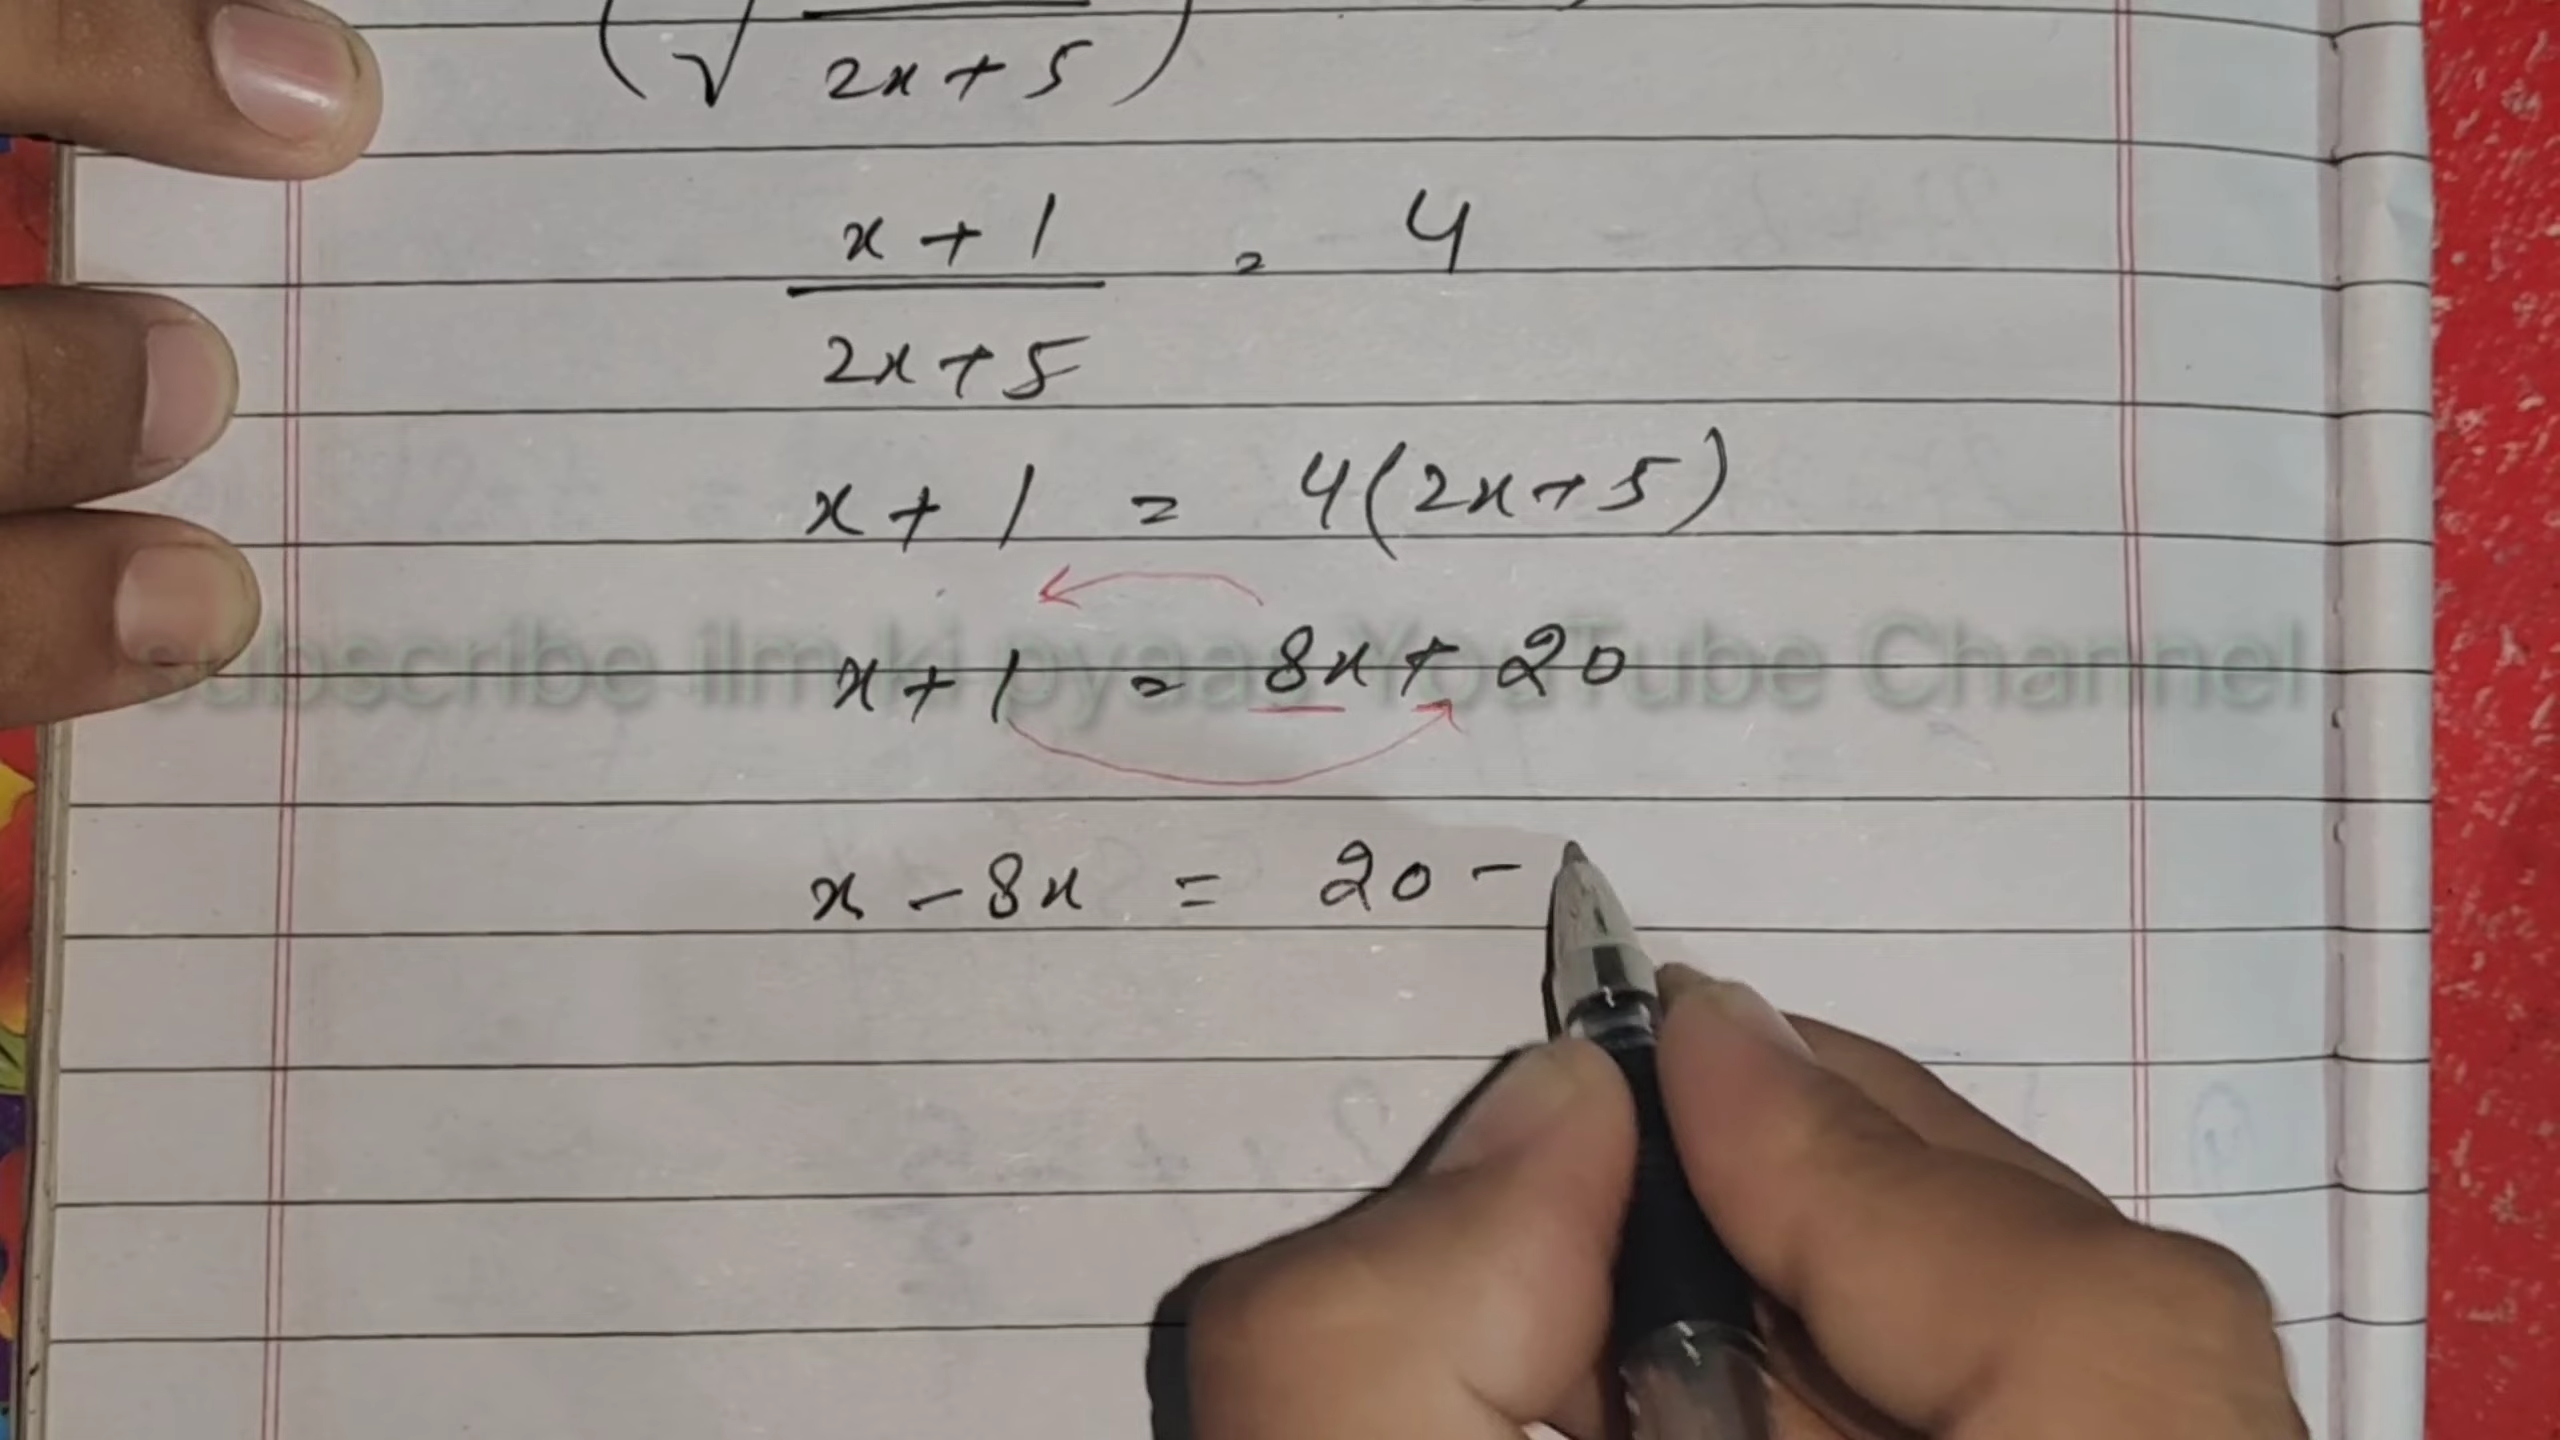 (√ 2x+5)
x+1 = 4
2x+5
x+1 = 4(2x+5)
x+1 = 8x+20
subscribe ilm ki pyaas YouTube Channel
x-8x = 20-